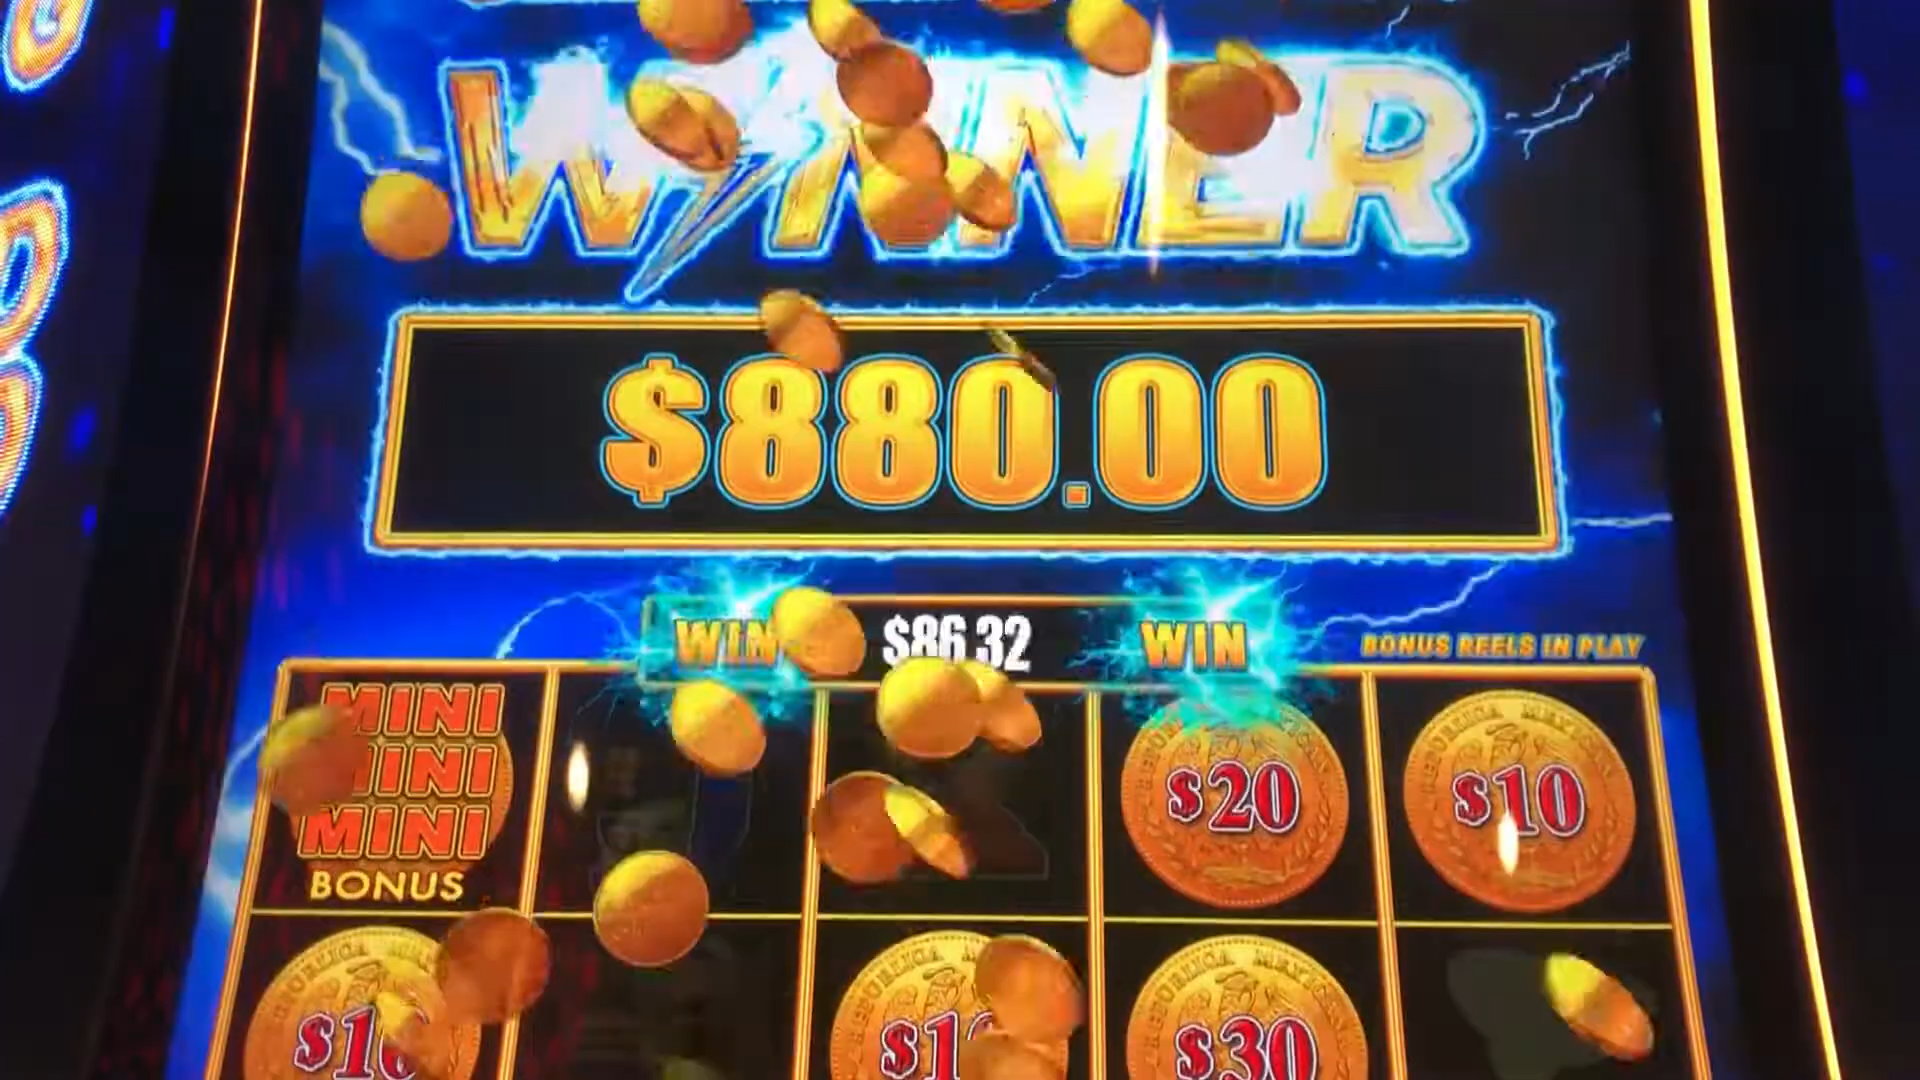 WINNER
$880.00
WIN $86.32 WIN BONUS REELS IN PLAY
MINI
MINI
MINI
BONUS
$20
$10
$30